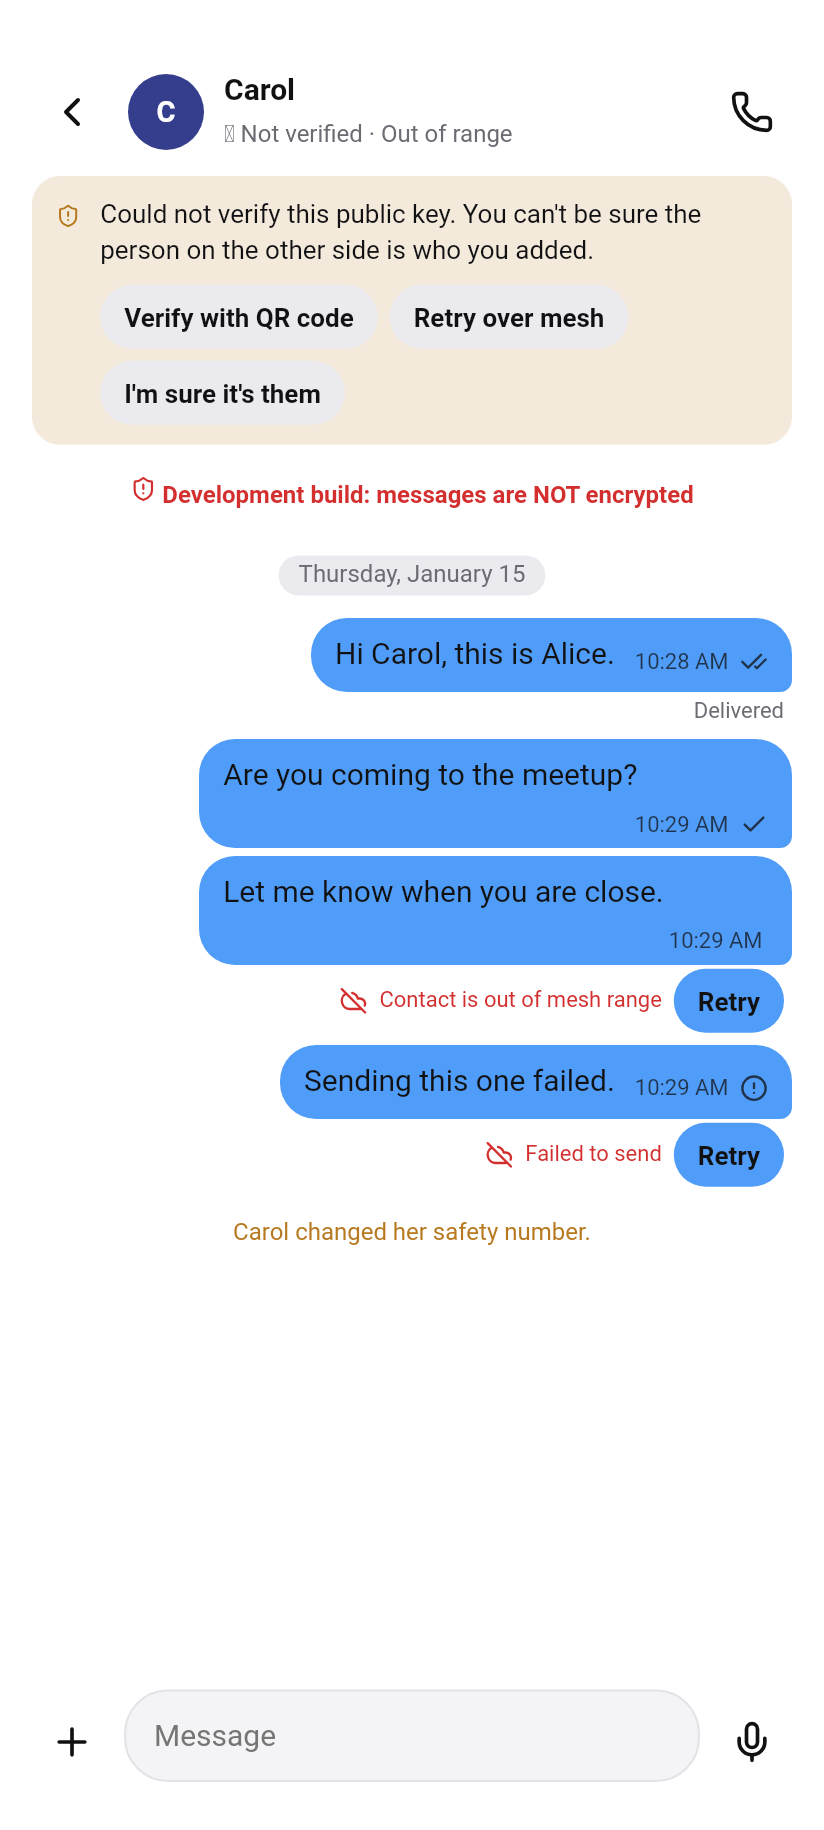 C
Carol
Not verified · Out of range
Could not verify this public key. You can't be sure the
person on the other side is who you added.
Verify with QR code
Retry over mesh
I'm sure it's them
Development build: messages are NOT encrypted
Thursday, January 15
Hi Carol, this is Alice. 10:28 AM
Delivered
Are you coming to the meetup?
10:29 AM
Let me know when you are close.
10:29 AM
Contact is out of mesh range Retry
Sending this one failed. 10:29 AM
Failed to send Retry
Carol changed her safety number.
Message